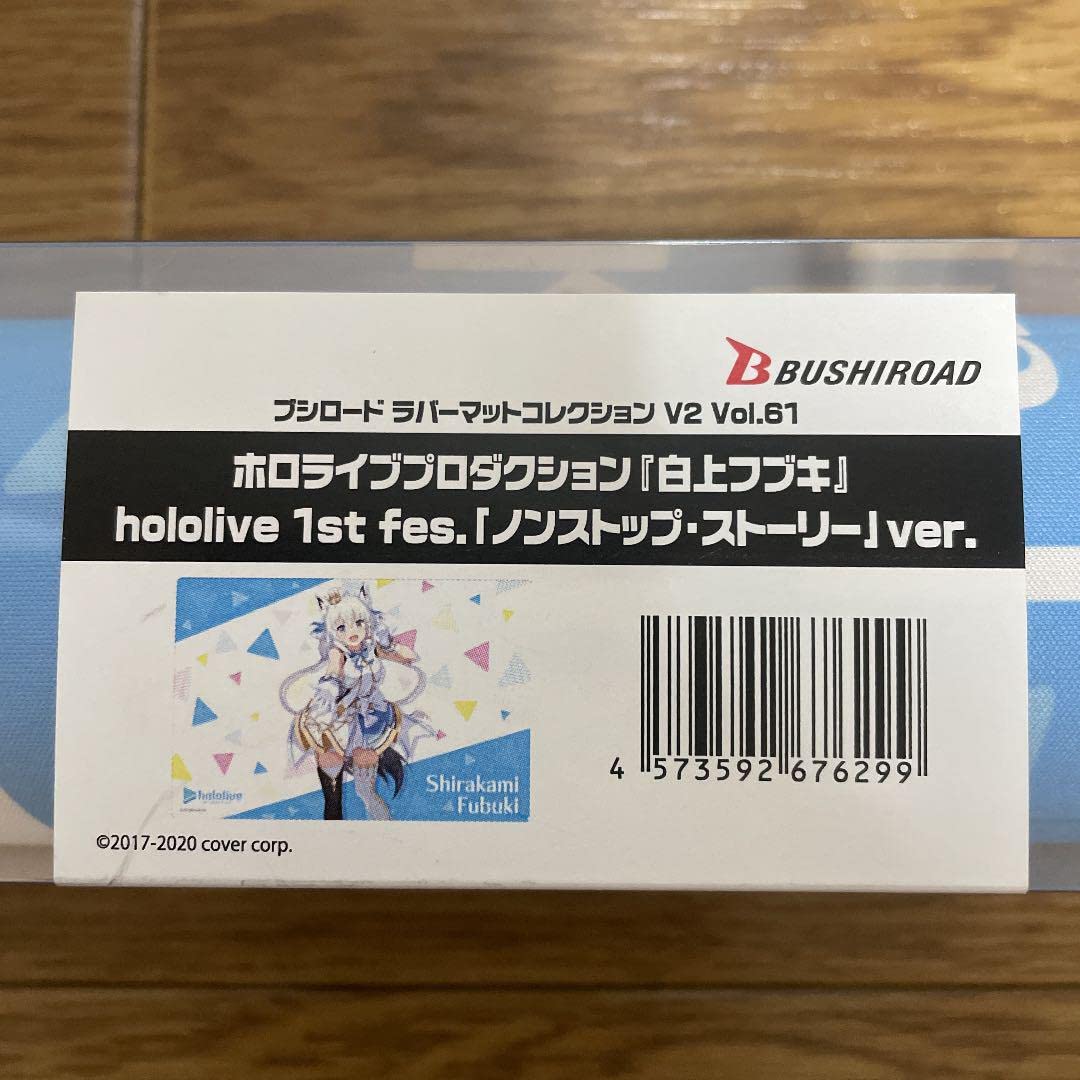 BUSHIROAD
ブシロード ラバーマットコレクション V2 Vol.61
ホロライブプロダクション『白上フブキ』
hololive 1st fes.「ノンストップ・ストーリー」ver.
hololive
Shirakami
Fubuki
4 573592 676299
©2017-2020 cover corp.